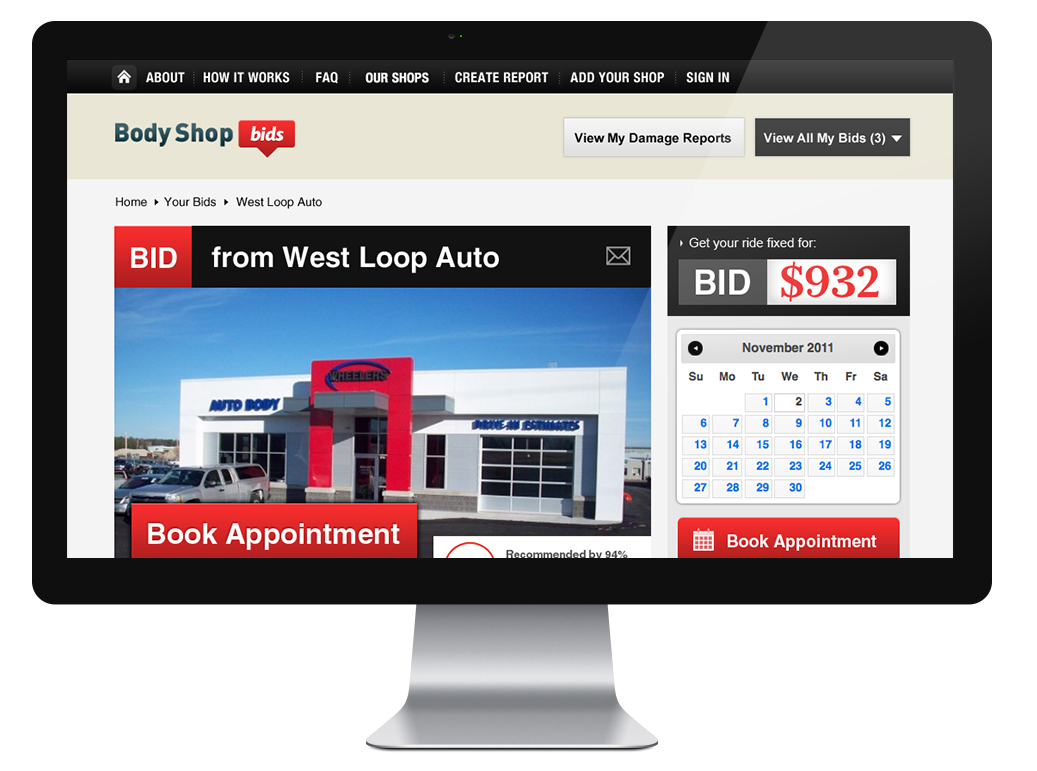 ABOUT HOW IT WORKS FAQ OUR SHOPS CREATE REPORT ADD YOUR SHOP SIGN IN
Body Shop bids
View My Damage Reports View All My Bids (3)
Home Your Bids West Loop Auto
BID from West Loop Auto
WHEELERS
AUTO BODY
DRIVE-IN ESTIMATES
Book Appointment
Recommended by 94%
Get your ride fixed for:
BID $932
November 2011
Su Mo Tu We Th Fr Sa
1 2 3 4 5
6 7 8 9 10 11 12
13 14 15 16 17 18 19
20 21 22 23 24 25 26
27 28 29 30
Book Appointment